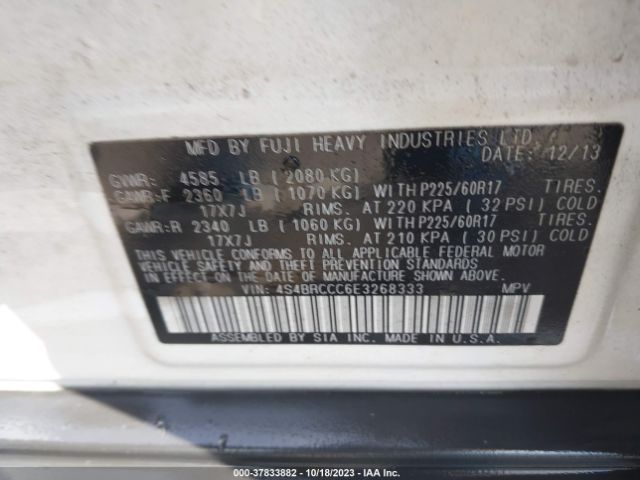 MFD BY FUJI HEAVY INDUSTRIES LTD.
DATE: 12/13
GVWR: 4585 LB ( 2080 KG)
GAWR:F 2360 LB ( 1070 KG) WITH P225/60R17 TIRES.
17X7J RIMS. AT 220 KPA ( 32 PSI) COLD
GAWR:R 2340 LB ( 1060 KG) WITH P225/60R17 TIRES.
17X7J RIMS. AT 210 KPA ( 30 PSI) COLD
THIS VEHICLE CONFORMS TO ALL APPLICABLE FEDERAL MOTOR
VEHICLE SAFETY AND THEFT PREVENTION STANDARDS
IN EFFECT ON THE DATE OF MANUFACTURE SHOWN ABOVE.
VIN: 4S4BRCCC6E3268333 MPV
ASSEMBLED BY SIA INC. MADE IN U.S.A.
000-37833882 - 10/18/2023 - IAA Inc.